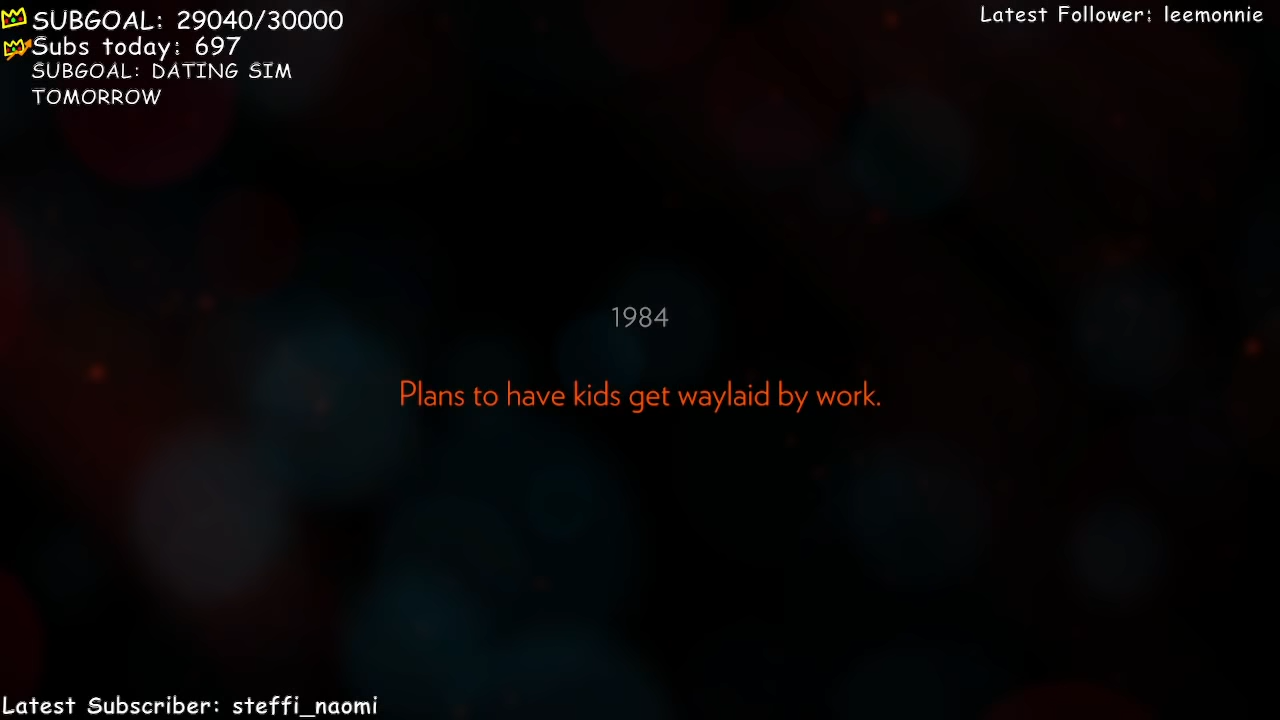 SUBGOAL: 29040/30000
Subs today: 697
SUBGOAL: DATING SIM
TOMORROW
Latest Follower: leemonnie
1984
Plans to have kids get waylaid by work.
Latest Subscriber: steffi_naomi